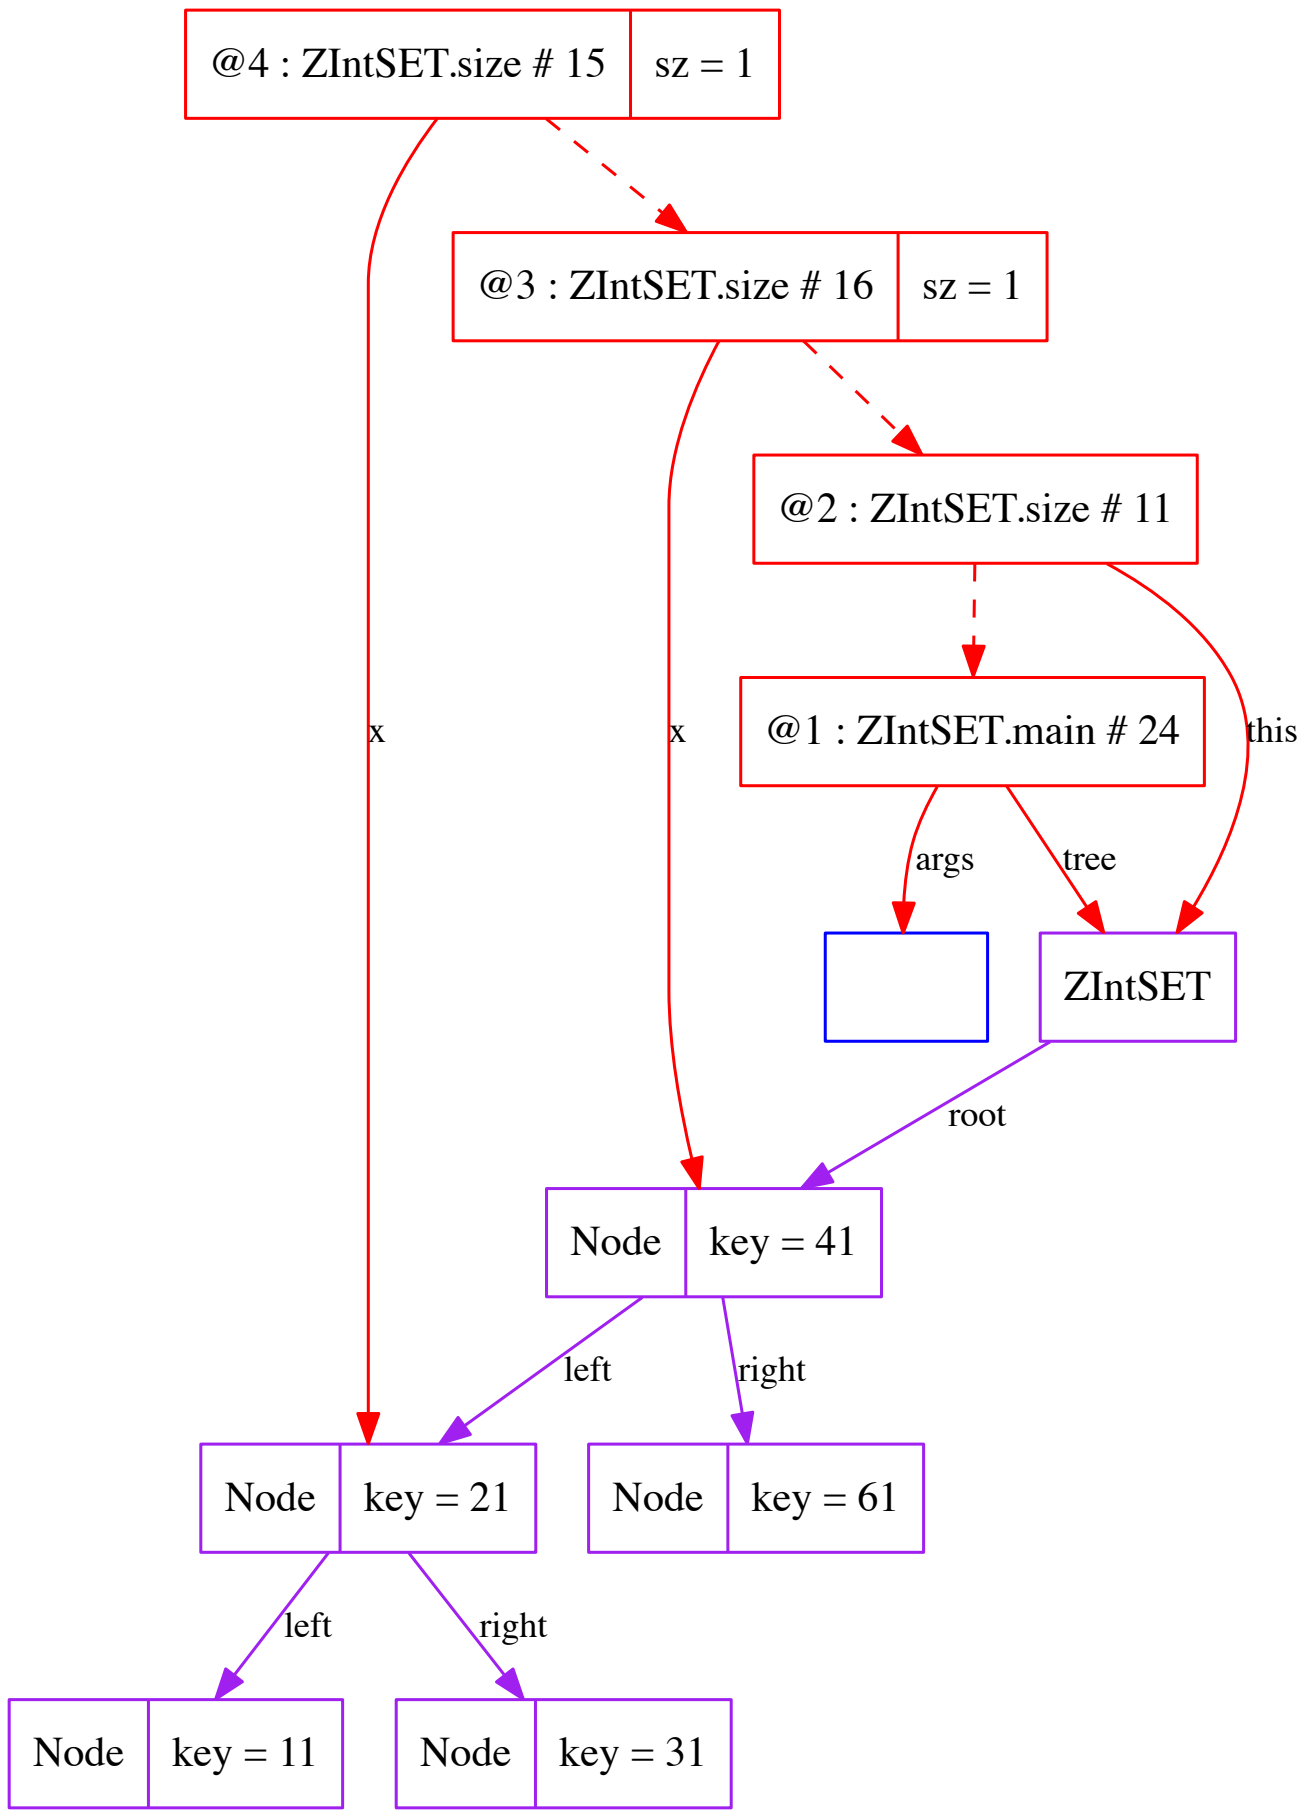 @4 : ZIntSET.size # 15 sz = 1
@3 : ZIntSET.size # 16 sz = 1
@2 : ZIntSET.size # 11
x x @1 : ZIntSET.main # 24 this
args tree
ZIntSET
root
Node key = 41
left right
Node key = 21 Node key = 61
left right
Node key = 11 Node key = 31